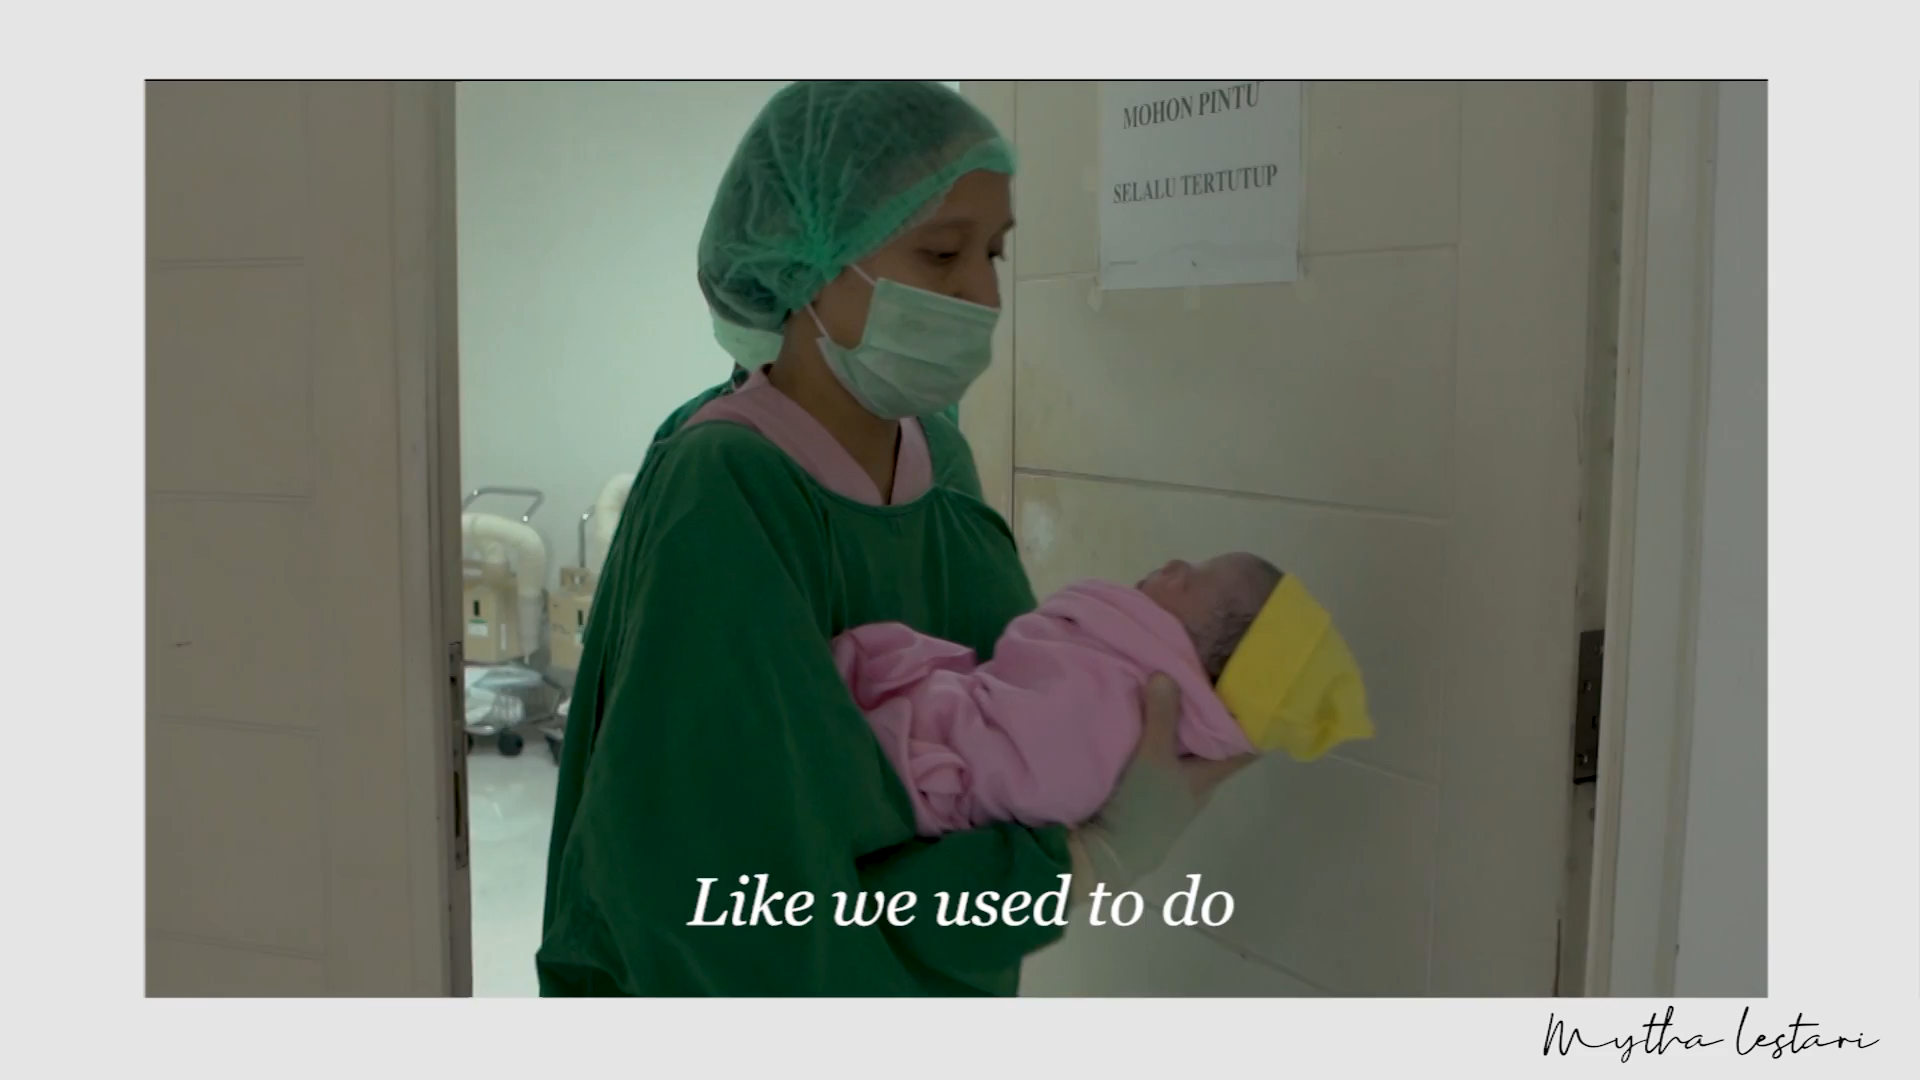 MOHON PINTU
SELALU TERTUTUP
Like we used to do
Mytha Lestari